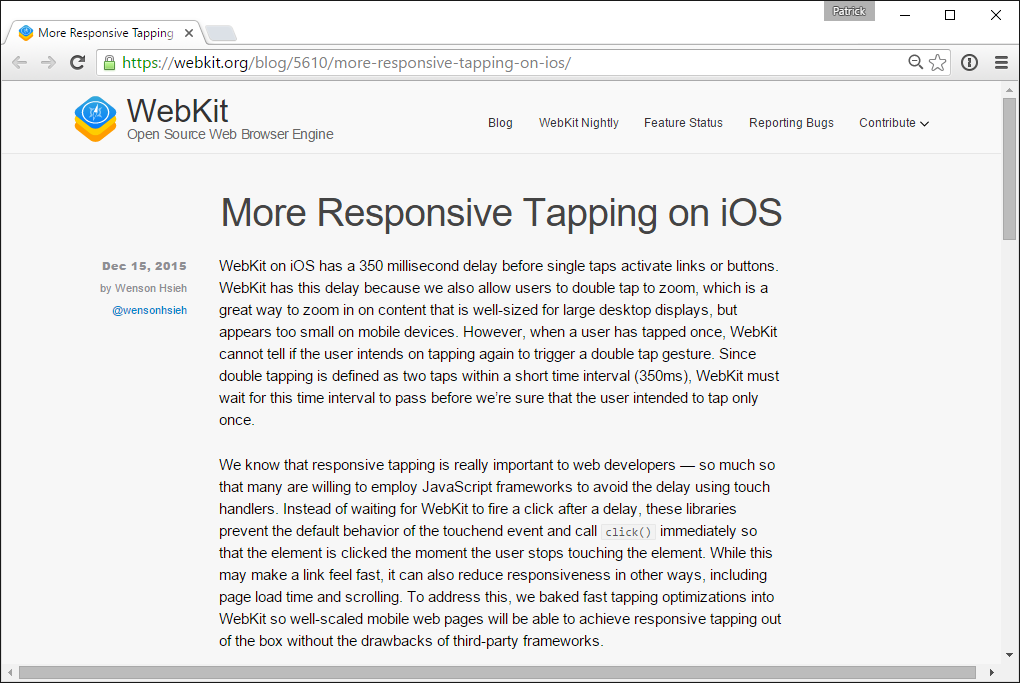 Patrick
More Responsive Tapping
https://webkit.org/blog/5610/more-responsive-tapping-on-ios/
WebKit
Open Source Web Browser Engine
Blog WebKit Nightly Feature Status Reporting Bugs Contribute
More Responsive Tapping on iOS
Dec 15, 2015
by Wenson Hsieh
@wensonhsieh
WebKit on iOS has a 350 millisecond delay before single taps activate links or buttons.
WebKit has this delay because we also allow users to double tap to zoom, which is a
great way to zoom in on content that is well-sized for large desktop displays, but
appears too small on mobile devices. However, when a user has tapped once, WebKit
cannot tell if the user intends on tapping again to trigger a double tap gesture. Since
double tapping is defined as two taps within a short time interval (350ms), WebKit must
wait for this time interval to pass before we’re sure that the user intended to tap only
once.
We know that responsive tapping is really important to web developers — so much so
that many are willing to employ JavaScript frameworks to avoid the delay using touch
handlers. Instead of waiting for WebKit to fire a click after a delay, these libraries
prevent the default behavior of the touchend event and call click() immediately so
that the element is clicked the moment the user stops touching the element. While this
may make a link feel fast, it can also reduce responsiveness in other ways, including
page load time and scrolling. To address this, we baked fast tapping optimizations into
WebKit so well-scaled mobile web pages will be able to achieve responsive tapping out
of the box without the drawbacks of third-party frameworks.